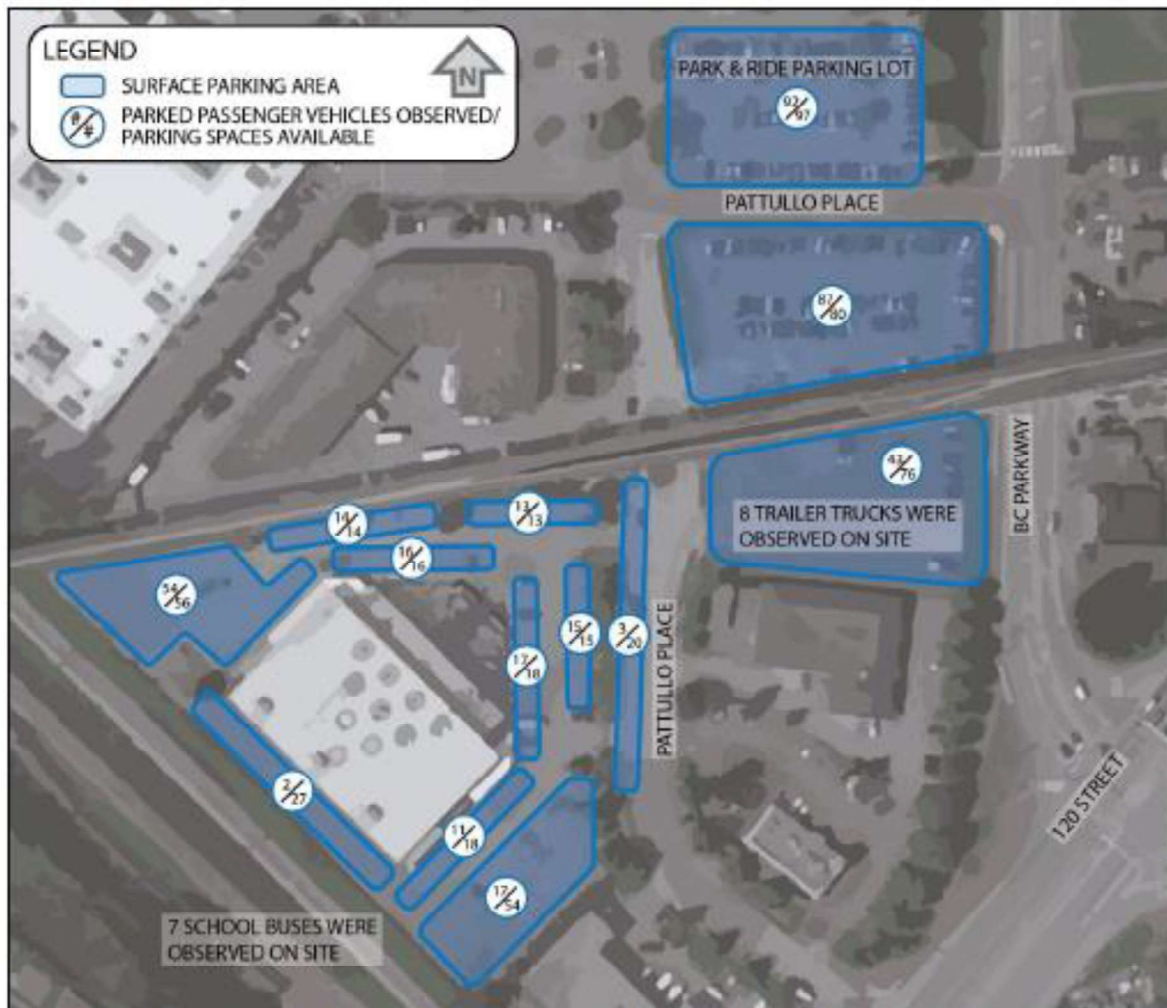 LEGEND
N
SURFACE PARKING AREA
#/#
PARKED PASSENGER VEHICLES OBSERVED/
PARKING SPACES AVAILABLE
PARK & RIDE PARKING LOT
92/97
PATTULLO PLACE
82/80
43/76
8 TRAILER TRUCKS WERE
OBSERVED ON SITE
BC PARKWAY
14/14
13/13
16/16
54/56
15/15
3/20
17/18
PATTULLO PLACE
2/27
11/18
17/54
120 STREET
7 SCHOOL BUSES WERE
OBSERVED ON SITE